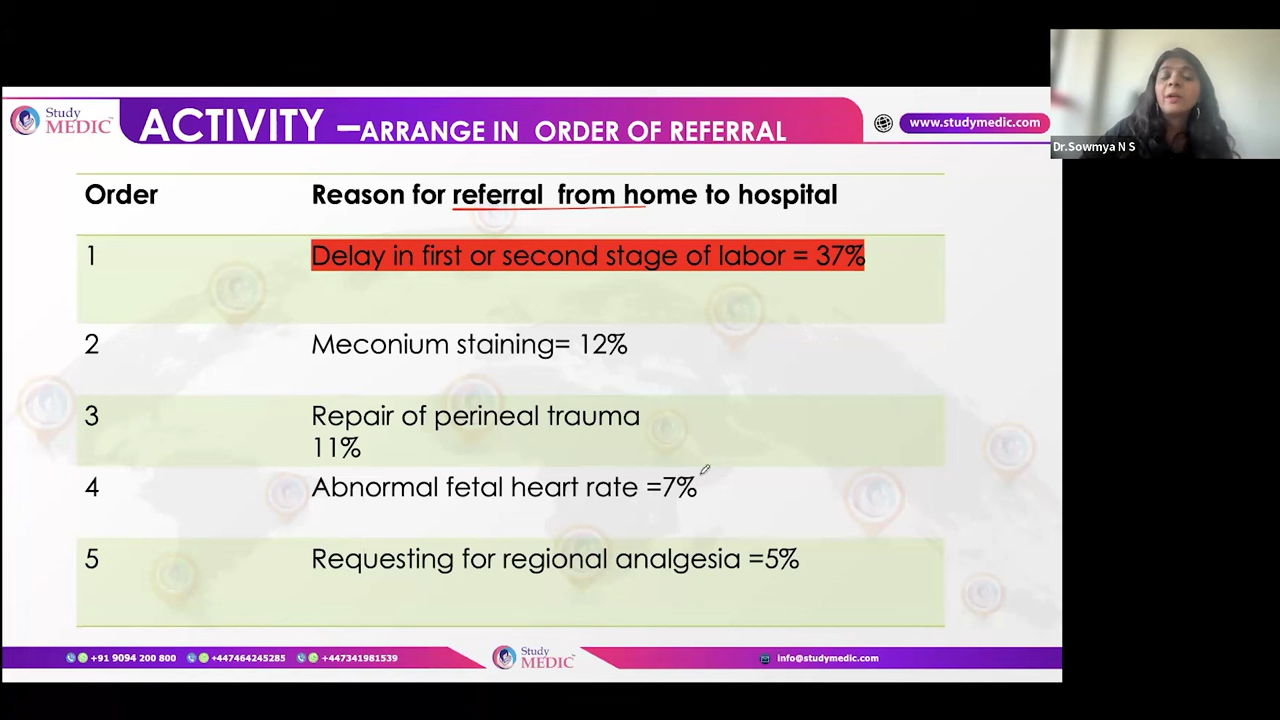 Study
MEDIC
ACTIVITY –ARRANGE IN ORDER OF REFERRAL
www.studymedic.com
Dr.Sowmya N S
Order Reason for referral from home to hospital
1 Delay in first or second stage of labor = 37%
2 Meconium staining= 12%
3 Repair of perineal trauma
11%
4 Abnormal fetal heart rate =7%
5 Requesting for regional analgesia =5%
+91 9094 200 800 +447464245285 +447341981539
Study
MEDIC
info@studymedic.com